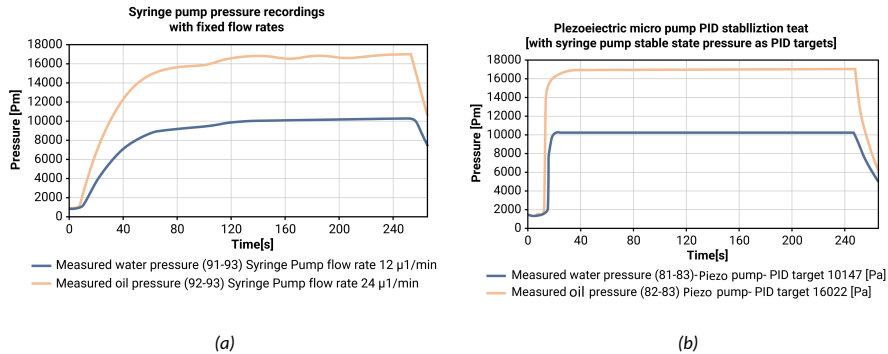 Syringe pump pressure recordings
with fixed flow rates
Pressure [Pm]
18000
16000
14000
12000
10000
8000
6000
4000
2000
0
0 40 80 120 160 200 240
Time[s]
Measured water pressure (91-93) Syringe Pump flow rate 12 µ1/min
Measured oil pressure (92-93) Syringe Pump flow rate 24 µ1/min
(a)
Plezoeiectric micro pump PID stablliztion teat
[with syringe pump stable state pressure as PID targets]
Pressure [Pm]
18000
16000
14000
12000
10000
8000
6000
4000
2000
0
0 40 80 120 160 200 240
Time[s]
Measured water pressure (81-83)-Piezo pump- PID target 10147 [Pa]
Measured oil pressure (82-83) Piezo pump- PID target 16022 [Pa]
(b)